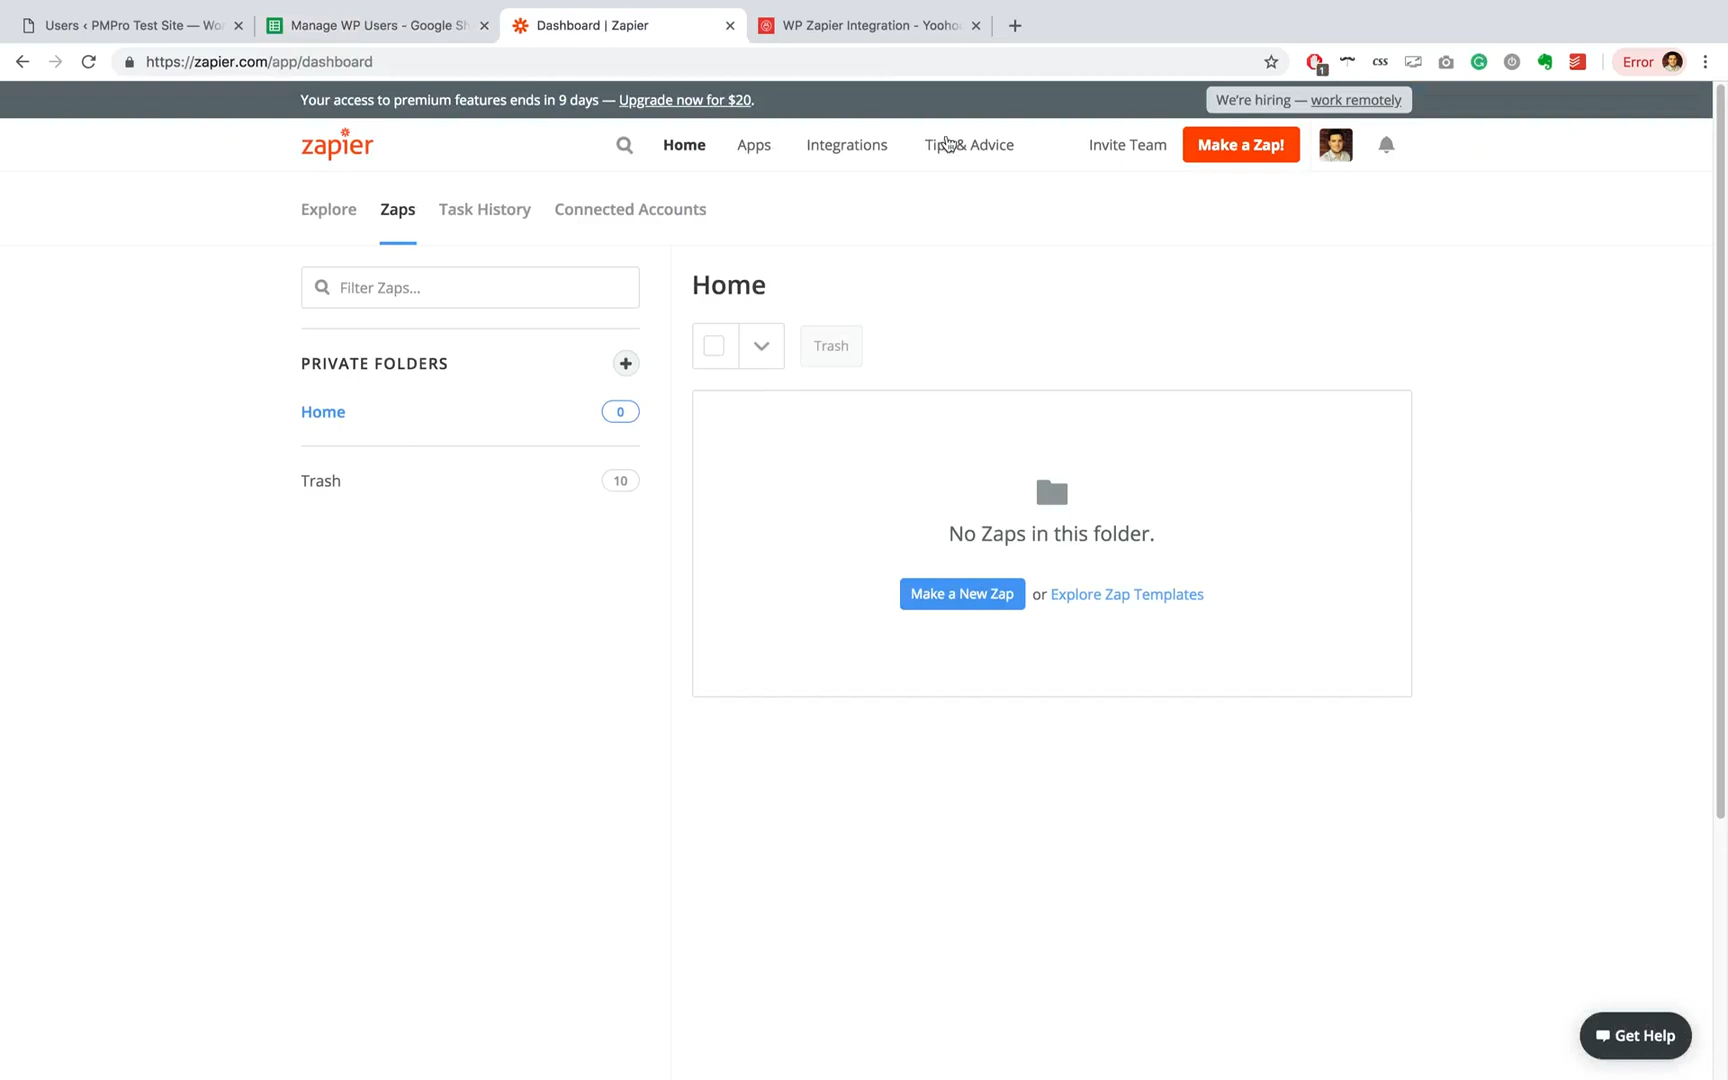 Users ‹ PMPro Test Site — Wor
Manage WP Users - Google Sh
Dashboard | Zapier
WP Zapier Integration - Yooho
https://zapier.com/app/dashboard
1
css
Error
Your access to premium features ends in 9 days — Upgrade now for $20.
We're hiring — work remotely
zapier
Home
Apps
Integrations
Tips & Advice
Invite Team
Make a Zap!
Explore
Zaps
Task History
Connected Accounts
Filter Zaps...
Home
PRIVATE FOLDERS
Trash
Home
0
Trash
10
No Zaps in this folder.
Make a New Zap or Explore Zap Templates
Get Help